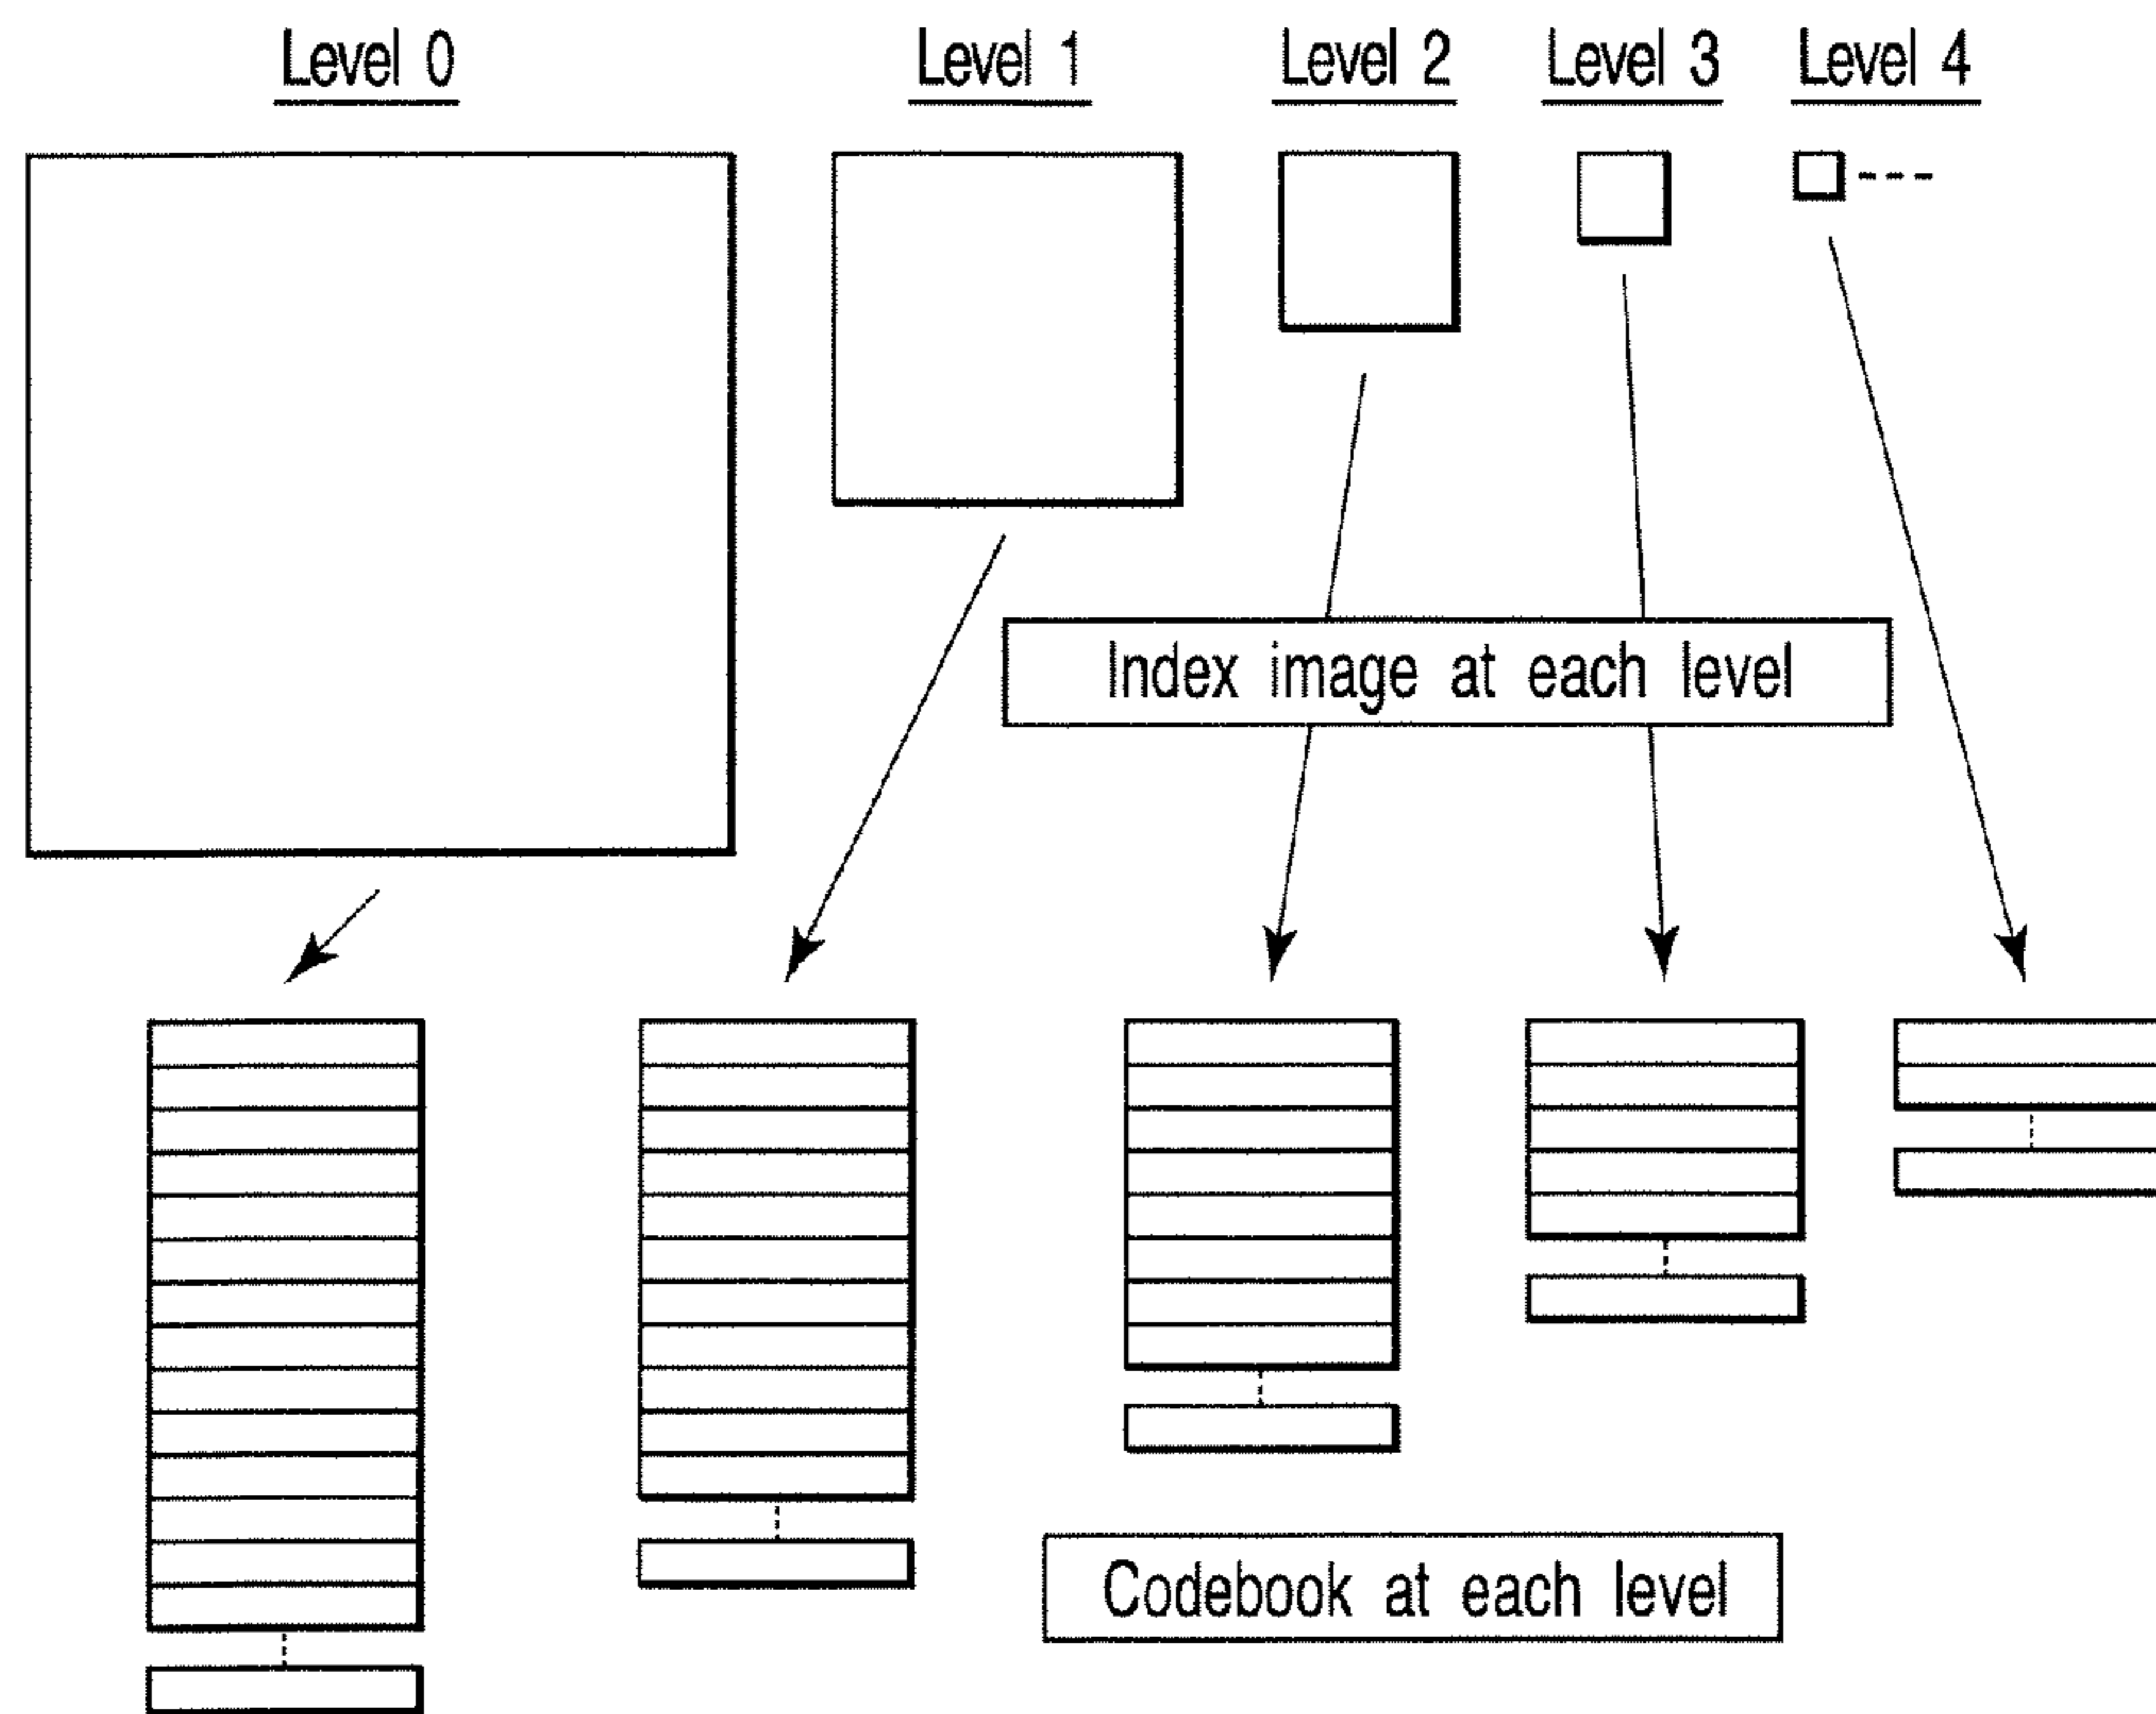 Level 0
Level 1
Level 2
Level 3
Level 4
Index image at each level
Codebook at each level